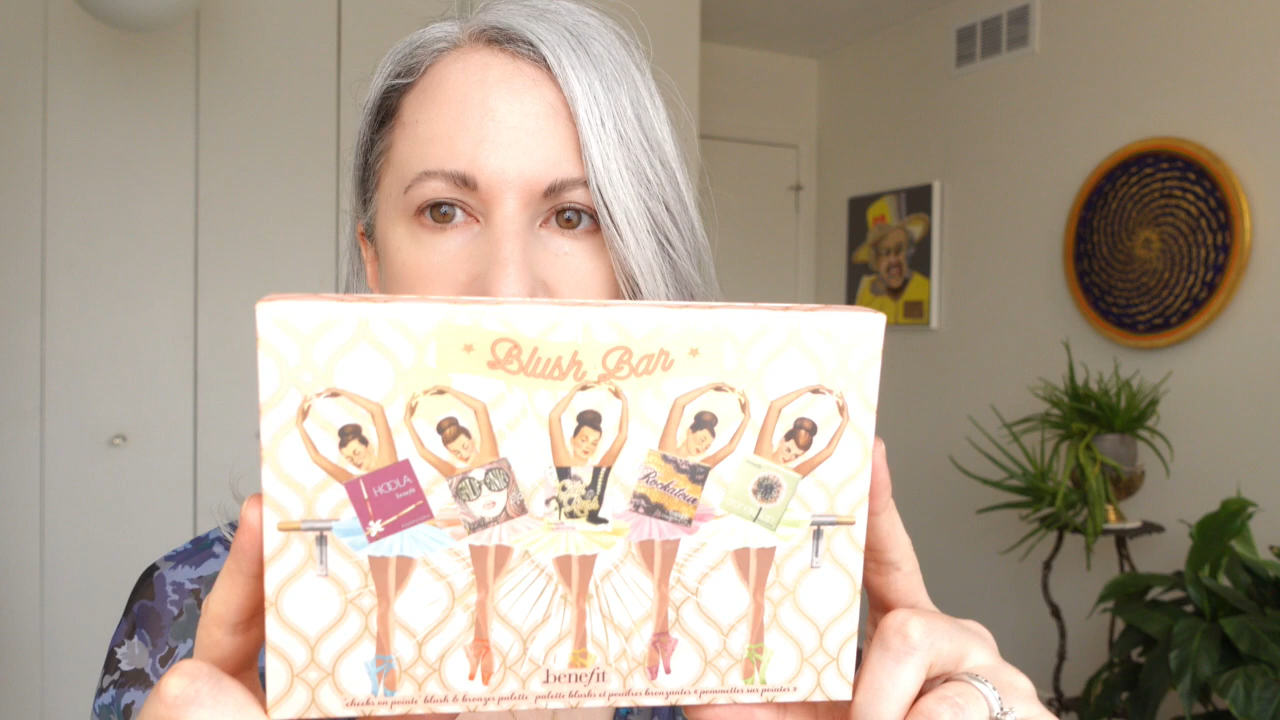 Blush Bar
HOOLA
benefit
Rockateur
benefit
"cheeks on pointe" blush & bronzer palette palette blushs et poudres bronzantes « pommettes sur pointes »